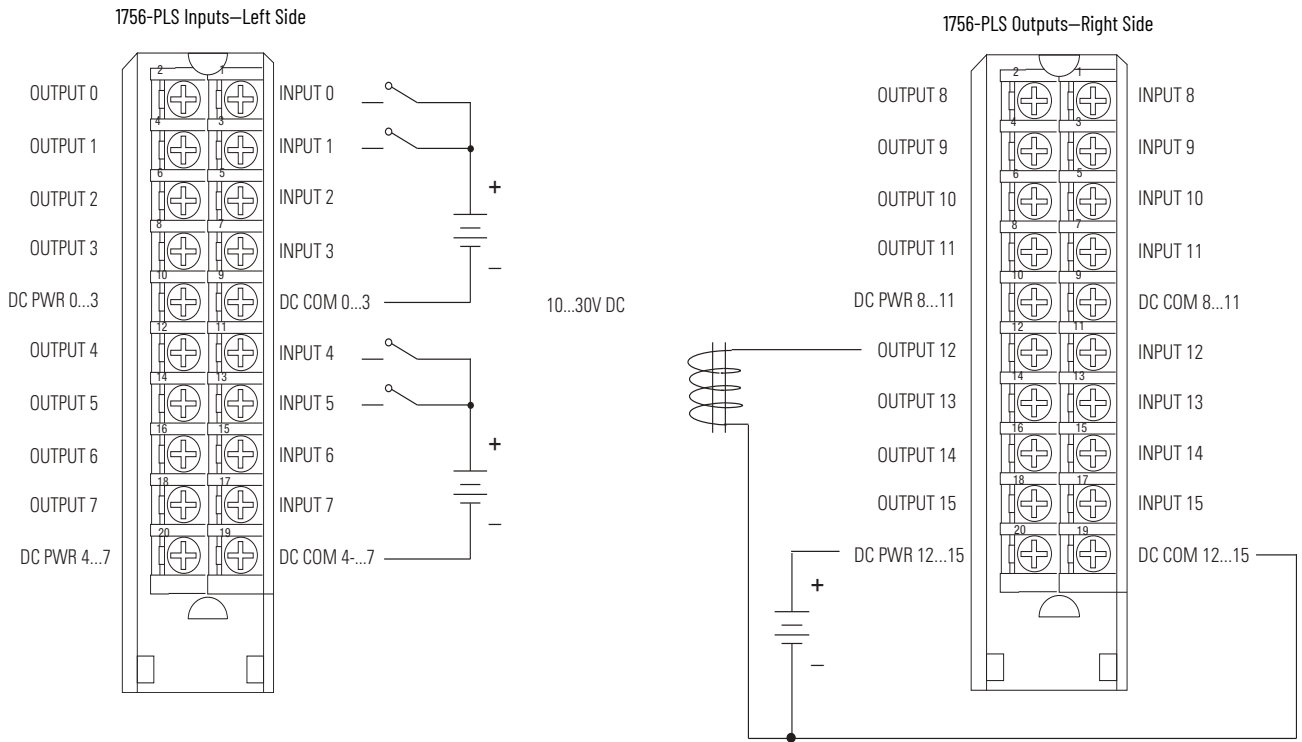 1756-PLS Inputs—Left Side
OUTPUT 0 2 1 INPUT 0
OUTPUT 1 4 3 INPUT 1
OUTPUT 2 6 5 INPUT 2
+
OUTPUT 3 8 7 INPUT 3
–
DC PWR 0...3 10 9 DC COM 0...3
OUTPUT 4 12 11 INPUT 4
OUTPUT 5 14 13 INPUT 5
+
OUTPUT 6 16 15 INPUT 6
OUTPUT 7 18 17 INPUT 7
–
DC PWR 4...7 20 19 DC COM 4-...7
10...30V DC
1756-PLS Outputs—Right Side
OUTPUT 8 2 1 INPUT 8
OUTPUT 9 4 3 INPUT 9
OUTPUT 10 6 5 INPUT 10
OUTPUT 11 8 7 INPUT 11
DC PWR 8...11 10 9 DC COM 8...11
OUTPUT 12 12 11 INPUT 12
OUTPUT 13 14 13 INPUT 13
OUTPUT 14 16 15 INPUT 14
OUTPUT 15 18 17 INPUT 15
DC PWR 12...15 20 19 DC COM 12...15
+
–